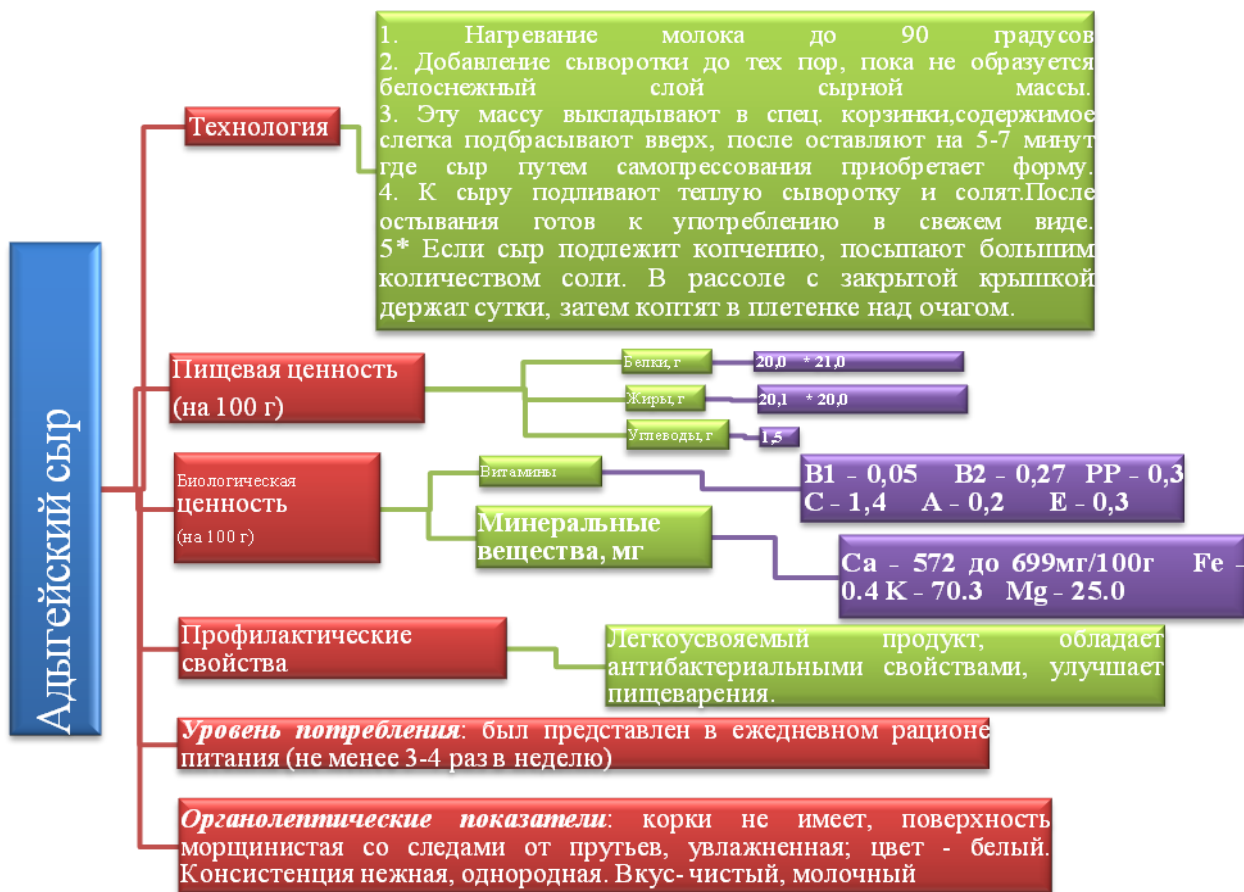 Адыгейский сыр
Технология
1. Нагревание молока до 90 градусов
2. Добавление сыворотки до тех пор, пока не образуется
белоснежный слой сырной массы.
3. Эту массу выкладывают в спец. корзинки,содержимое
слегка подбрасывают вверх, после оставляют на 5-7 минут
где сыр путем самопрессования приобретает форму.
4. К сыру подливают теплую сыворотку и солят.После
остывания готов к употреблению в свежем виде.
5* Если сыр подлежит копчению, посыпают большим
количеством соли. В рассоле с закрытой крышкой
держат сутки, затем коптят в плетенке над очагом.
Пищевая ценность
(на 100 г)
Белки, г
20,0 * 21,0
Жиры, г
20,1 * 20,0
Углеводы, г
1,5
Биологическая
ценность
(на 100 г)
Витамины
В1 – 0,05 В2 – 0,27 РР – 0,3
С - 1,4 А – 0,2 Е – 0,3
Минеральные
вещества, мг
Ca – 572 до 699мг/100г Fe –
0.4 K - 70.3 Mg - 25.0
Профилактические
свойства
Легкоусвояемый продукт, обладает
антибактериальными свойствами, улучшает
пищеварения.
Уровень потребления: был представлен в ежедневном рационе
питания (не менее 3-4 раз в неделю)
Органолептические показатели: корки не имеет, поверхность
морщинистая со следами от прутьев, увлажненная; цвет - белый.
Консистенция нежная, однородная. Вкус- чистый, молочный